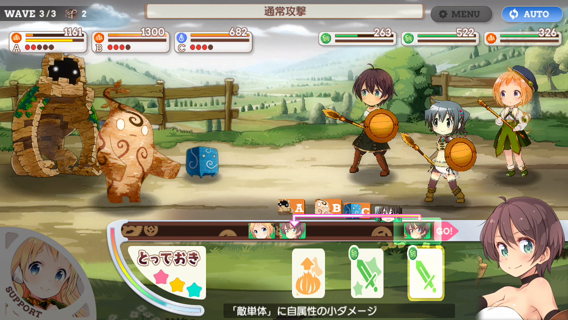 WAVE 3/3 2
通常攻撃
MENU
AUTO
A 1161
B 1300
C 682
263
522
326
A B C
GO!
とっておき
SUPPORT
「敵単体」に自属性の小ダメージ